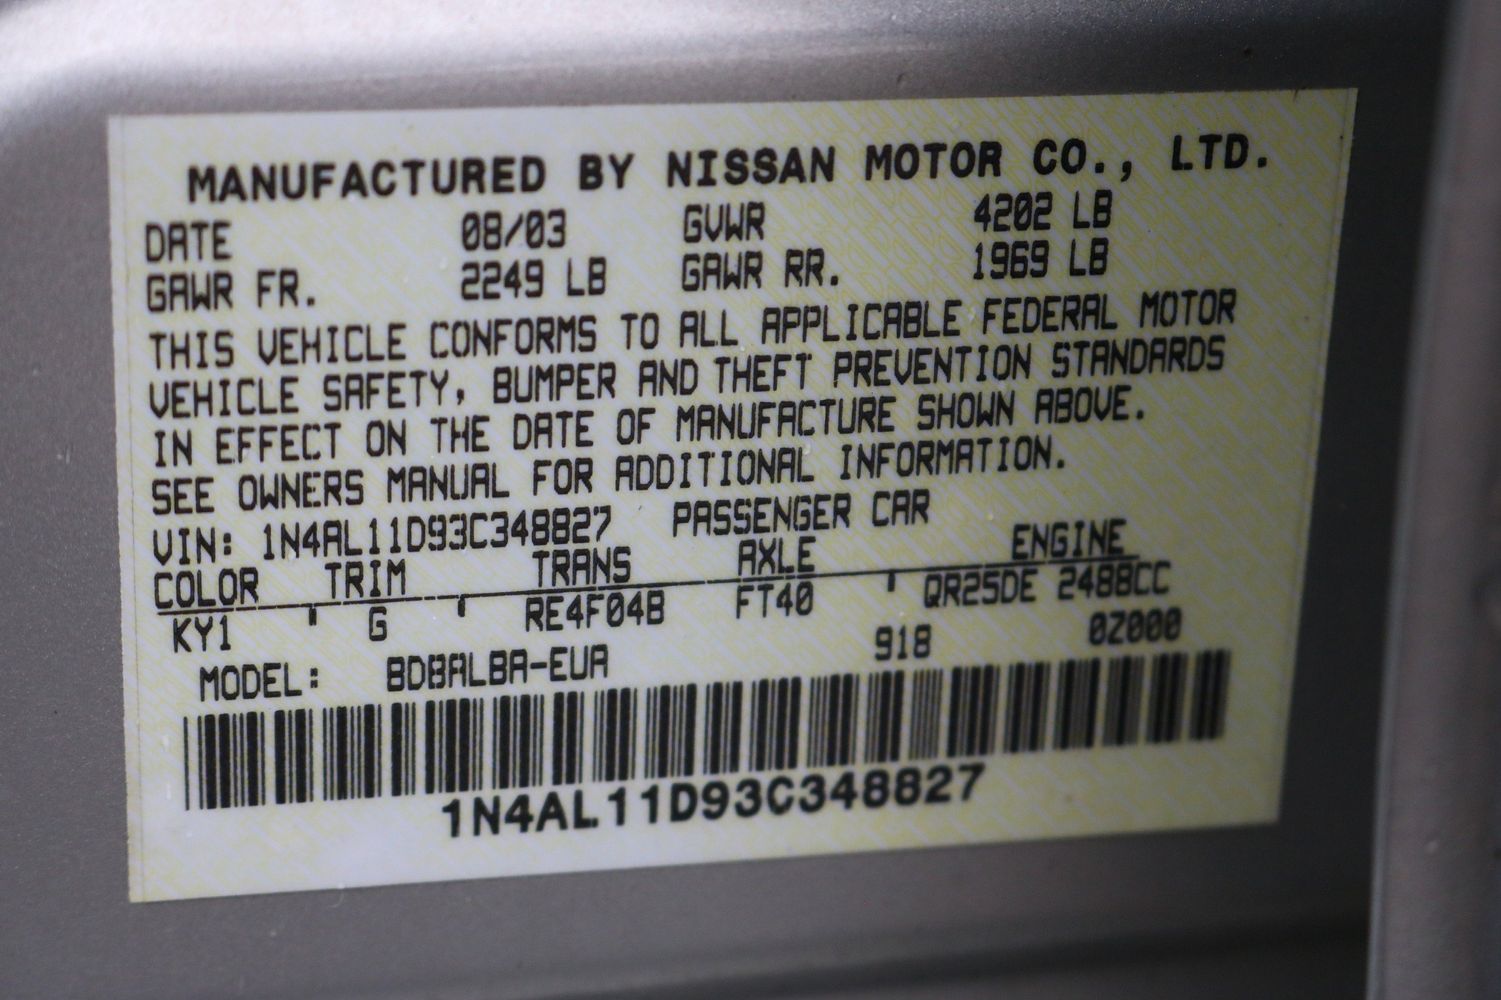 MANUFACTURED BY NISSAN MOTOR CO., LTD.
DATE 08/03 GVWR 4202 LB
GAWR FR. 2249 LB GAWR RR. 1969 LB
THIS VEHICLE CONFORMS TO ALL APPLICABLE FEDERAL MOTOR
VEHICLE SAFETY, BUMPER AND THEFT PREVENTION STANDARDS
IN EFFECT ON THE DATE OF MANUFACTURE SHOWN ABOVE.
SEE OWNERS MANUAL FOR ADDITIONAL INFORMATION.
VIN: 1N4AL11D93C348827 PASSENGER CAR
COLOR TRIM TRANS AXLE ENGINE
KY1 G RE4F04B FT40 QR25DE 2488CC
MODEL: BDBALBA-EUA 918 0Z000
1N4AL11D93C348827